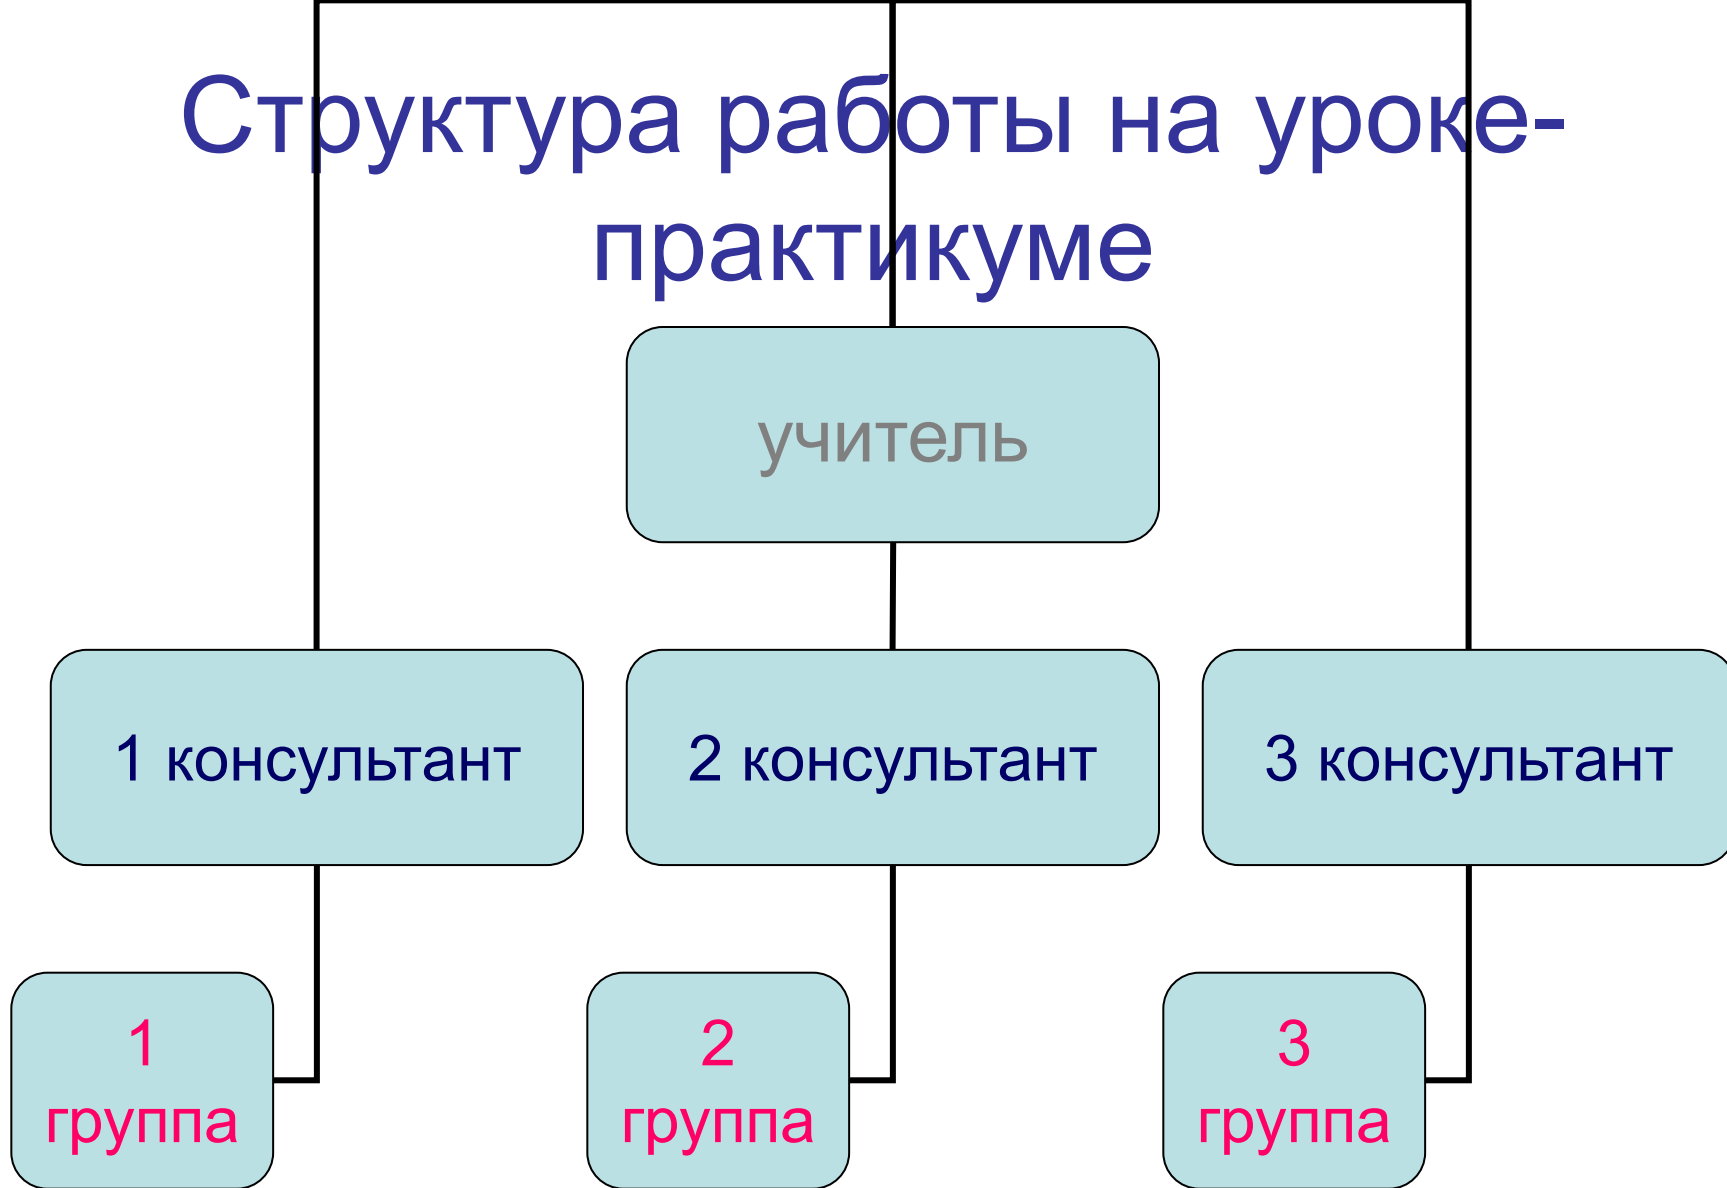 Структура работы на уроке-
практикуме
учитель
1 консультант
2 консультант
3 консультант
1
группа
2
группа
3
группа